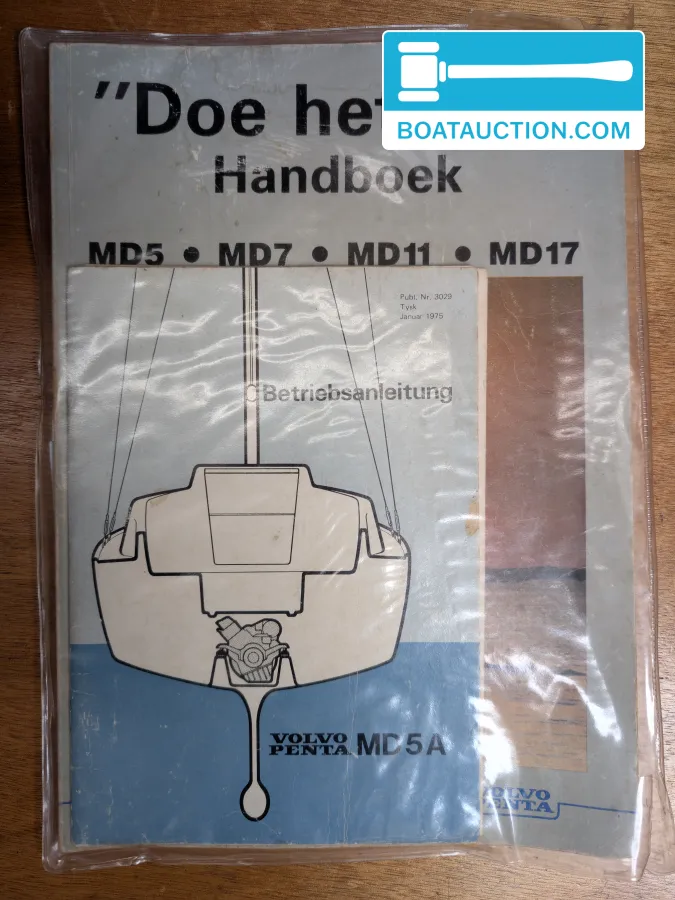 BOATAUCTION.COM
"Doe het
Handboek
MD5 • MD7 • MD11 • MD17
Publ. Nr. 3029
Tysk
Januar 1975
Betriebsanleitung
VOLVO
PENTA MD5A
VOLVO
PENTA